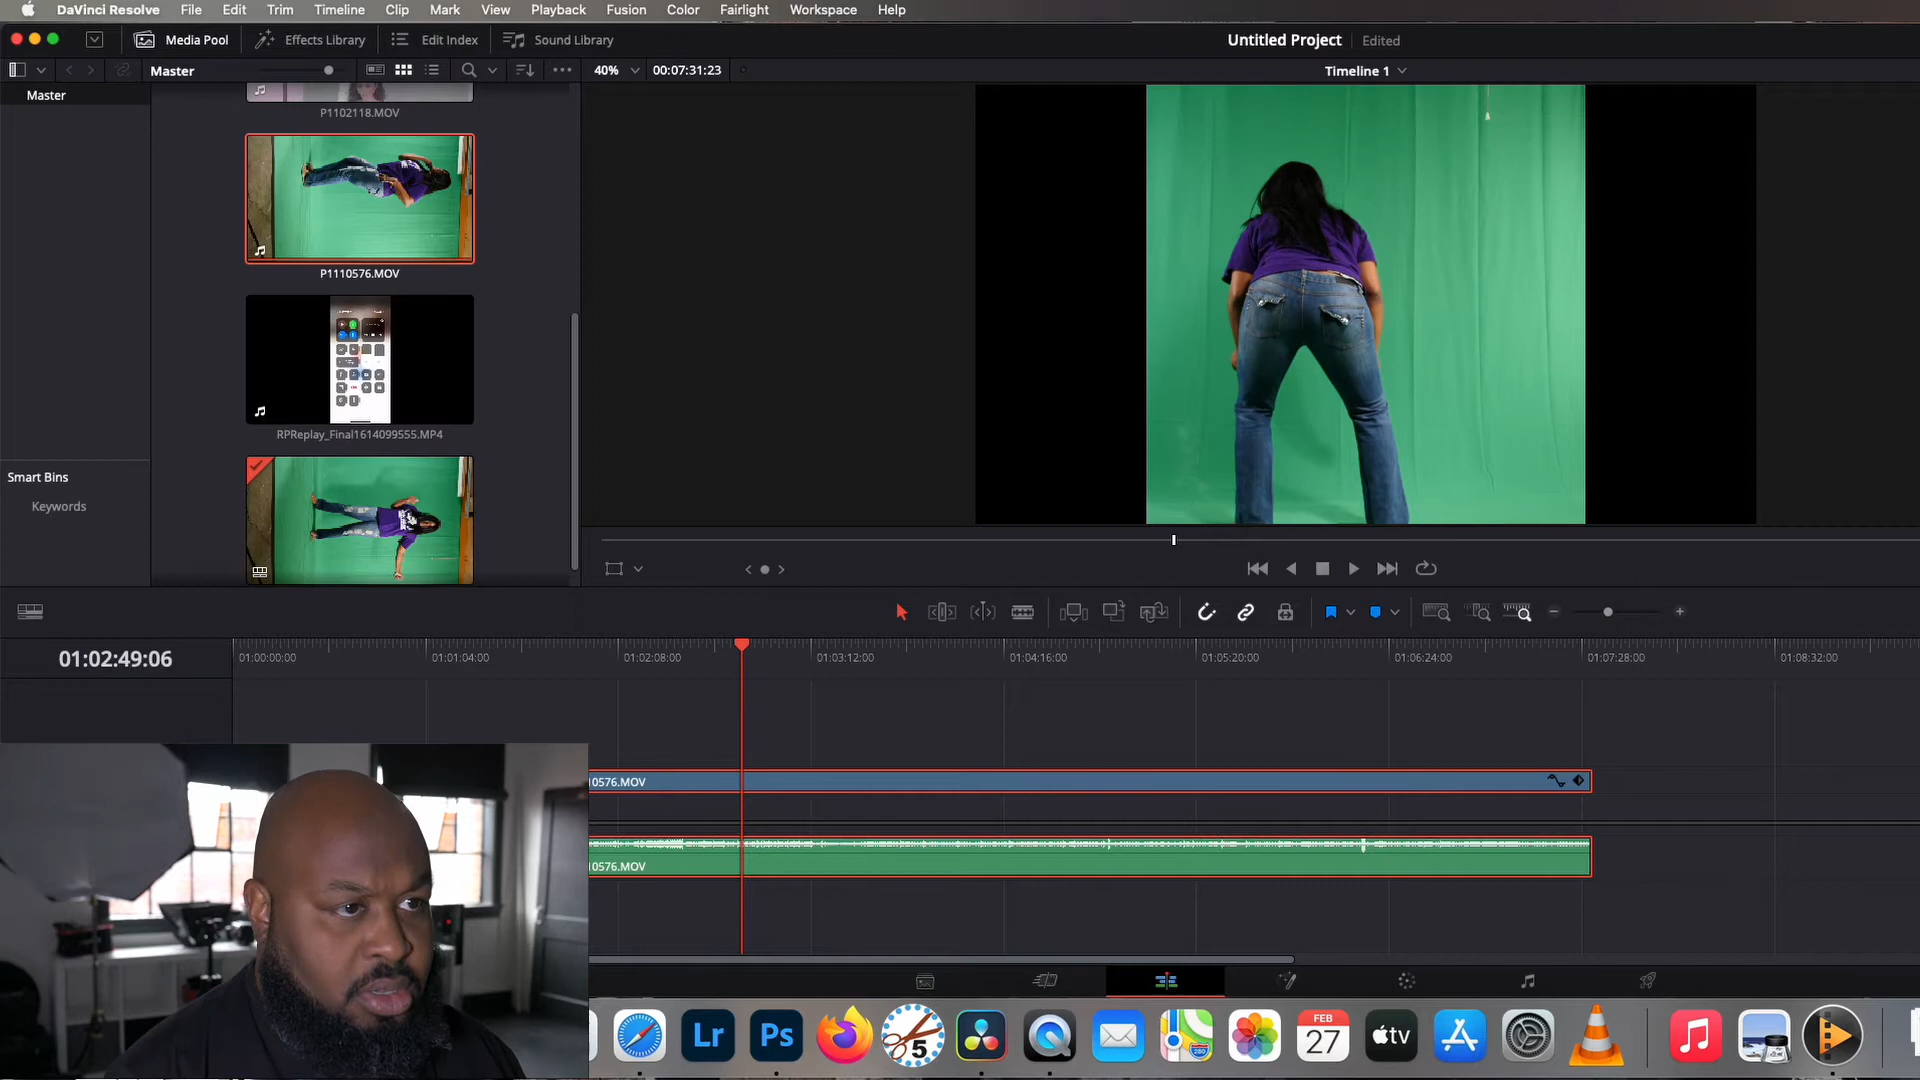 DaVinci Resolve File Edit Trim Timeline Clip Mark View Playback Fusion Color Fairlight Workspace Help
Media Pool Effects Library Edit Index Sound Library Untitled Project Edited
Master 40% 00:07:31:23 Timeline 1
Master
P1102118.MOV
P1110576.MOV
RPReplay_Final1614099555.MP4
Smart Bins
Keywords
01:02:49:06 01:00:00:00 01:01:04:00 01:02:08:00 01:03:12:00 01:04:16:00 01:05:20:00 01:06:24:00 01:07:28:00 01:08:32:00
0576.MOV
0576.MOV
Lr Ps 5 FEB 27 tv
280